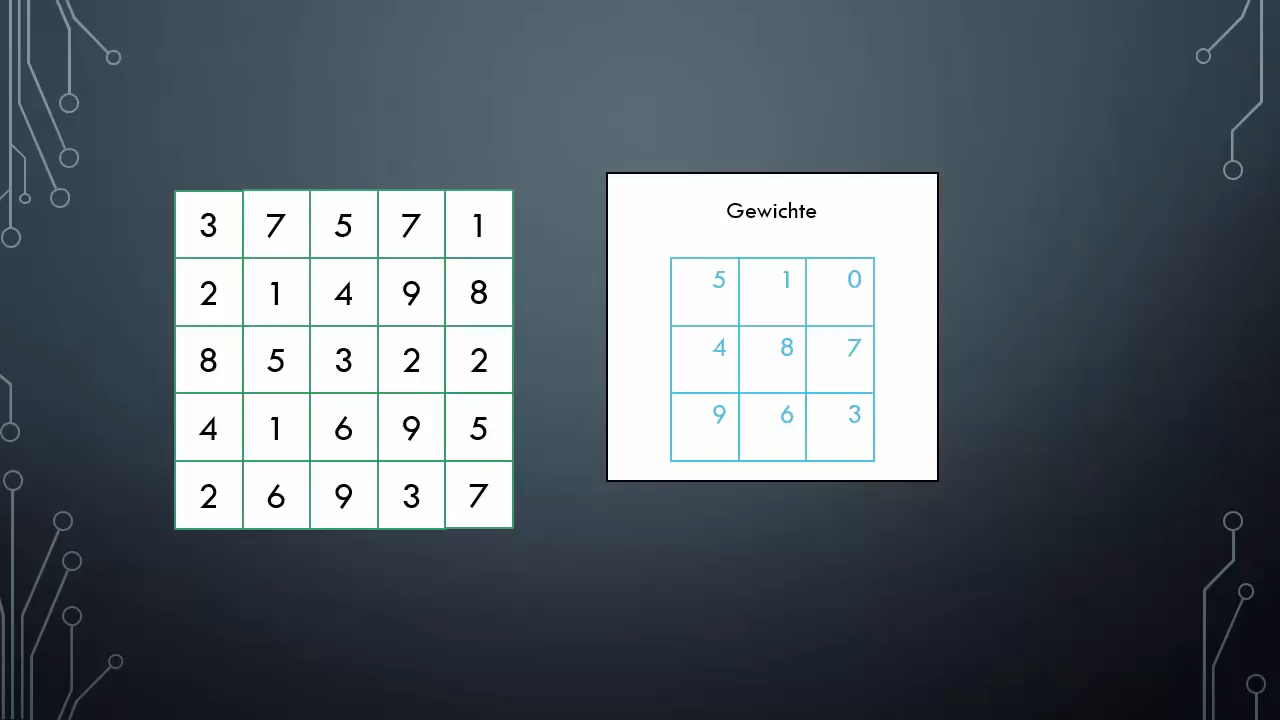 3 7 5 7 1
2 1 4 9 8
8 5 3 2 2
4 1 6 9 5
2 6 9 3 7
Gewichte
5 1 0
4 8 7
9 6 3